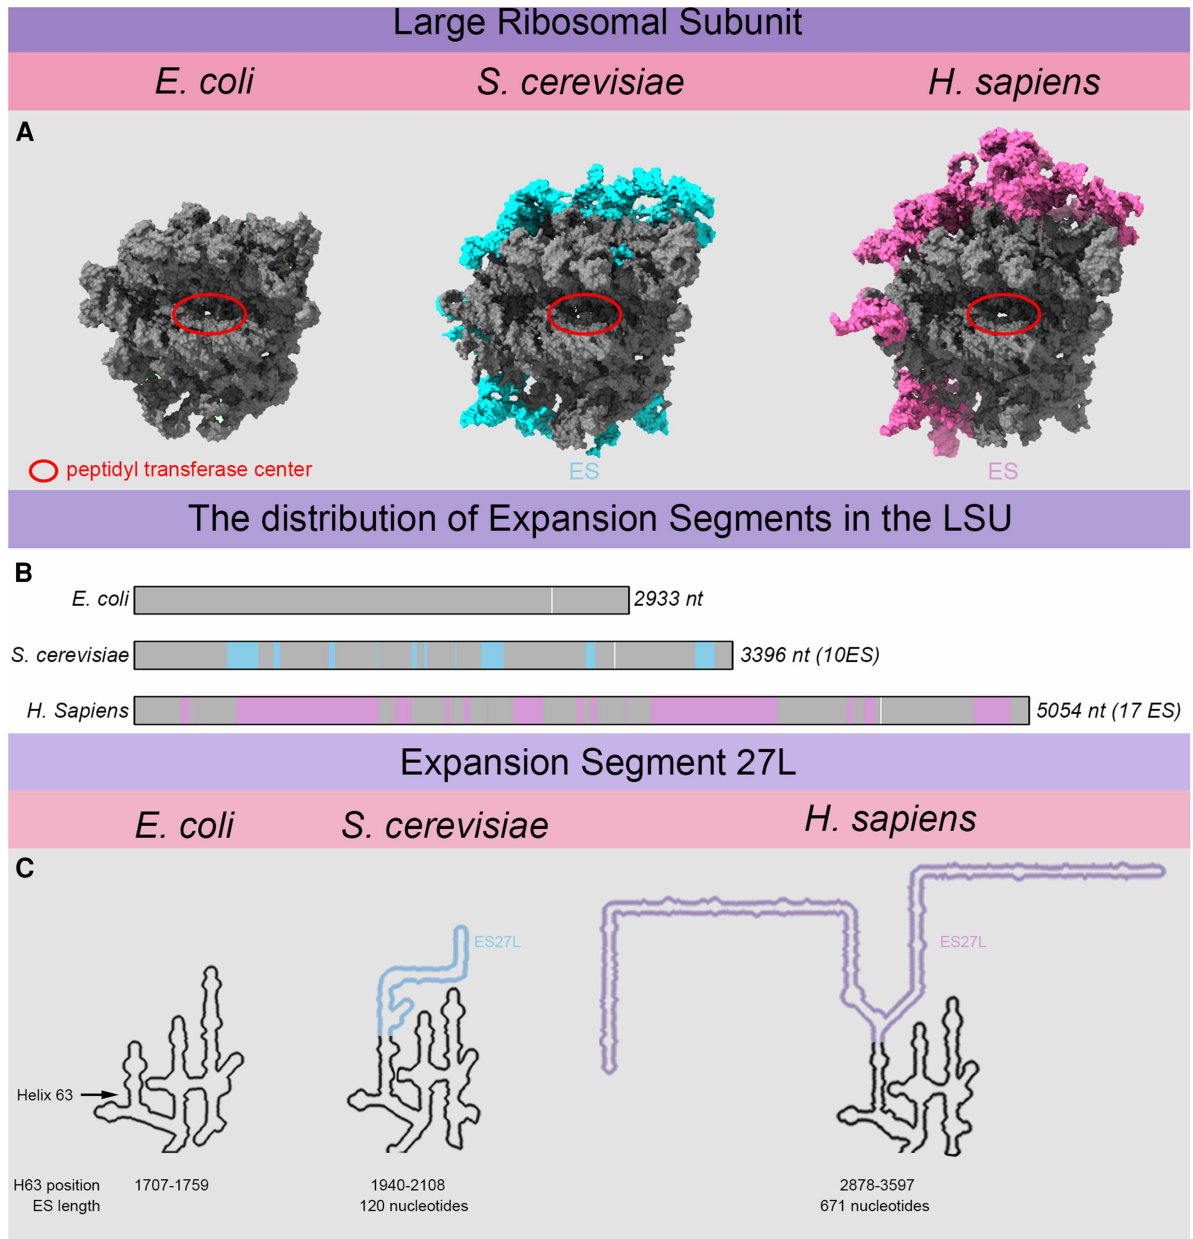 Large Ribosomal Subunit
E. coli S. cerevisiae H. sapiens
A
peptidyl transferase center ES ES
The distribution of Expansion Segments in the LSU
B
E. coli 2933 nt
S. cerevisiae 3396 nt (10ES)
H. Sapiens 5054 nt (17 ES)
Expansion Segment 27L
E. coli S. cerevisiae H. sapiens
C
ES27L ES27L
Helix 63
H63 position 1707-1759 1940-2108 2878-3597
ES length 120 nucleotides 671 nucleotides